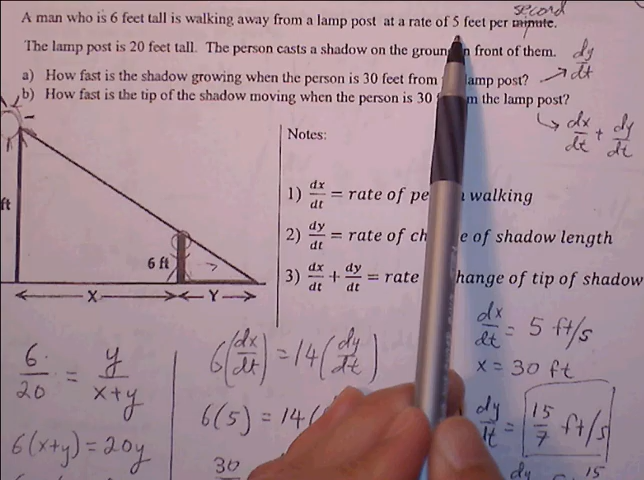 second
A man who is 6 feet tall is walking away from a lamp post at a rate of 5 feet per minute.
The lamp post is 20 feet tall. The person casts a shadow on the ground in front of them.
dy/dt
a) How fast is the shadow growing when the person is 30 feet from lamp post?
b) How fast is the tip of the shadow moving when the person is 30 the lamp post?
dx/dt + dy/dt
Notes:
ft
1) dx/dt = rate of walking
2) dy/dt = rate of of shadow length
3) dx/dt + dy/dt = rate of tip of shadow
6 ft
X Y
dx/dt = 5 ft/s
x = 30 ft
6/20 = y/x+y
6(dx/dt) = 14(dy/dt)
dy/dt = 15/7 ft/s
6(5) = 14(
6(x+y) = 20y
30
dy 15